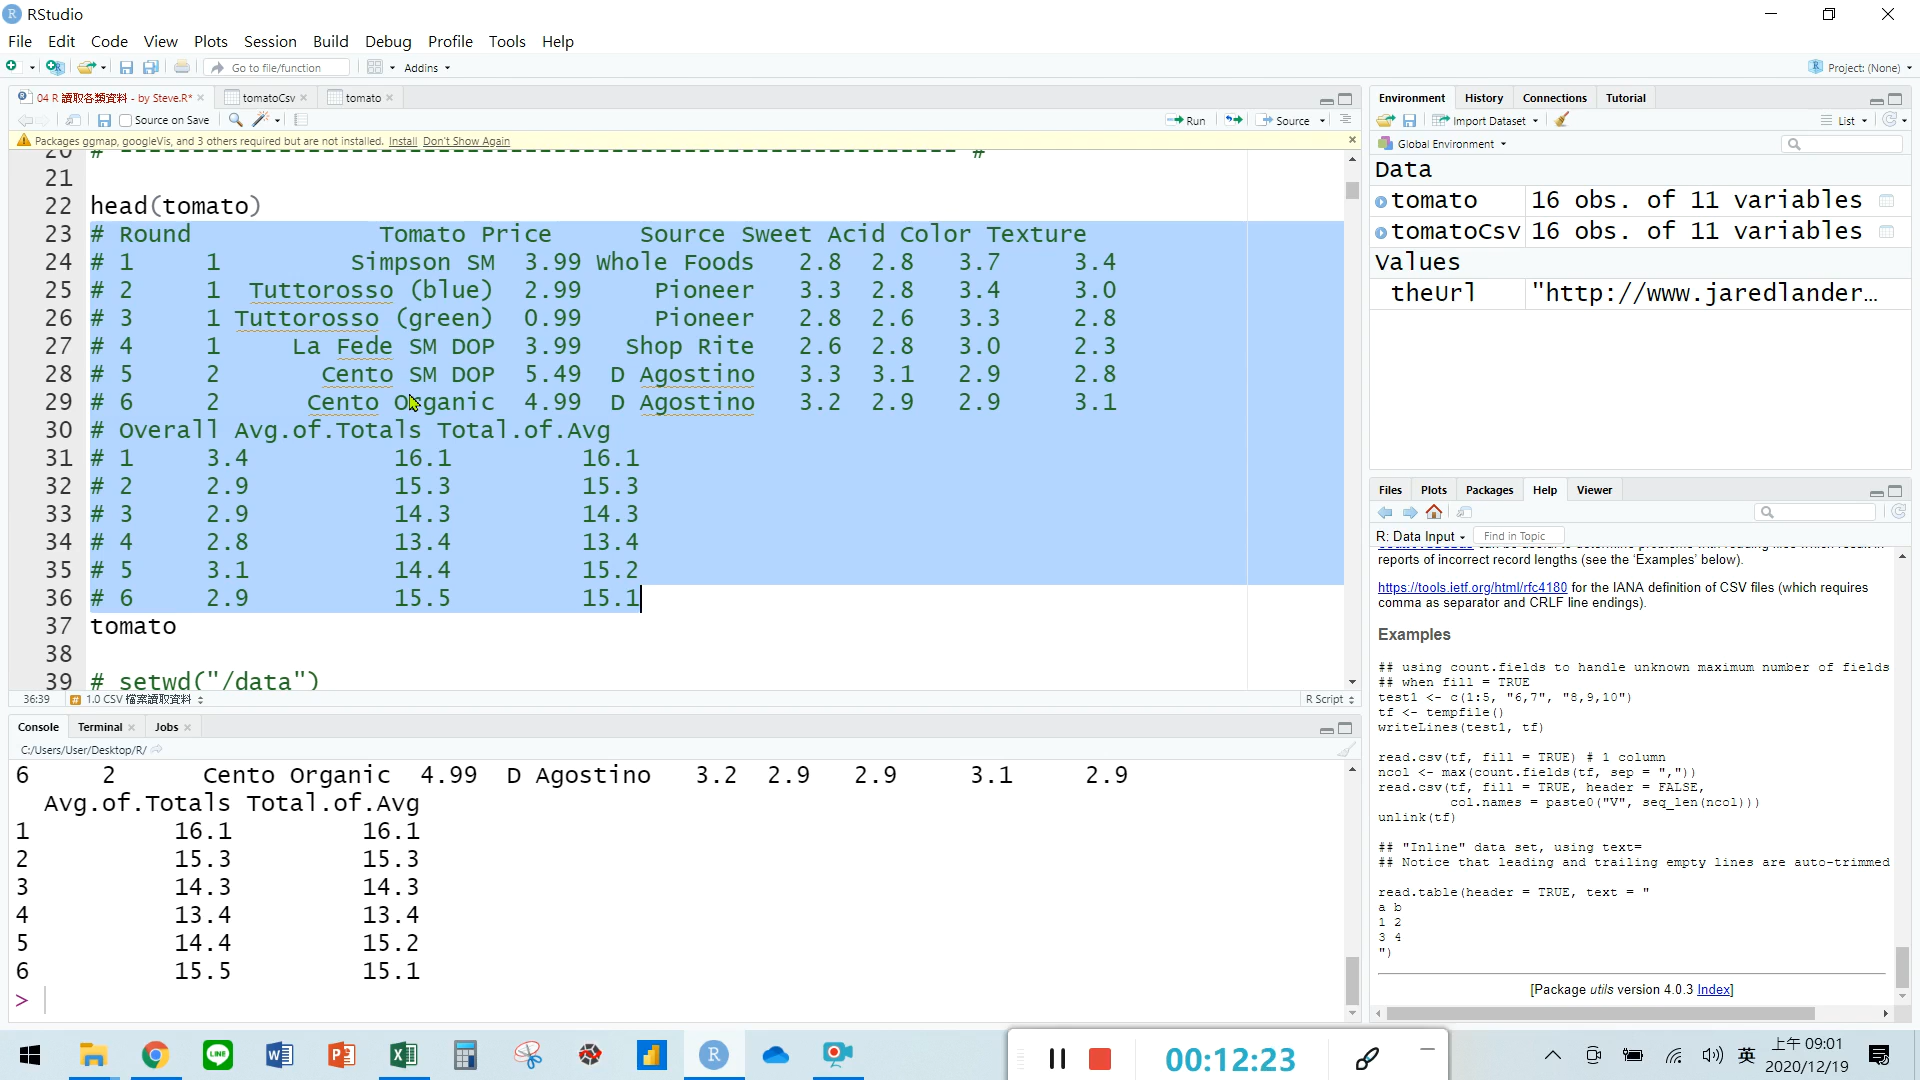 RStudio
File Edit Code View Plots Session Build Debug Profile Tools Help
Go to file/function Addins Project: (None)
04 R 讀取各類資料 - by Steve.R* tomatoCsv tomato
Source on Save Run Source
Packages ggmap, googleVis, and 3 others required but are not installed. Install Don't Show Again
20 # ---------------------------------------------------------- #
21
22 head(tomato)
23 # Round Tomato Price Source Sweet Acid Color Texture
24 # 1 1 Simpson SM 3.99 Whole Foods 2.8 2.8 3.7 3.4
25 # 2 1 Tuttorosso (blue) 2.99 Pioneer 3.3 2.8 3.4 3.0
26 # 3 1 Tuttorosso (green) 0.99 Pioneer 2.8 2.6 3.3 2.8
27 # 4 1 La Fede SM DOP 3.99 Shop Rite 2.6 2.8 3.0 2.3
28 # 5 2 Cento SM DOP 5.49 D Agostino 3.3 3.1 2.9 2.8
29 # 6 2 Cento Organic 4.99 D Agostino 3.2 2.9 2.9 3.1
30 # Overall Avg.of.Totals Total.of.Avg
31 # 1 3.4 16.1 16.1
32 # 2 2.9 15.3 15.3
33 # 3 2.9 14.3 14.3
34 # 4 2.8 13.4 13.4
35 # 5 3.1 14.4 15.2
36 # 6 2.9 15.5 15.1
37 tomato
38
39 # setwd("/data")
36:39 1.0 CSV 檔案讀取資料 R Script
Console Terminal Jobs
C:/Users/User/Desktop/R/
6 2 Cento Organic 4.99 D Agostino 3.2 2.9 2.9 3.1 2.9
Avg.of.Totals Total.of.Avg
1 16.1 16.1
2 15.3 15.3
3 14.3 14.3
4 13.4 13.4
5 14.4 15.2
6 15.5 15.1
>
Environment History Connections Tutorial
Import Dataset List
Global Environment
Data
tomato 16 obs. of 11 variables
tomatoCsv 16 obs. of 11 variables
Values
theUrl "http://www.jaredlander…
Files Plots Packages Help Viewer
R: Data Input Find in Topic
reports of incorrect record lengths (see the ‘Examples’ below).
https://tools.ietf.org/html/rfc4180 for the IANA definition of CSV files (which requires
comma as separator and CRLF line endings).
Examples
## using count.fields to handle unknown maximum number of fields
## when fill = TRUE
test1 <- c(1:5, "6,7", "8,9,10")
tf <- tempfile()
writeLines(test1, tf)
read.csv(tf, fill = TRUE) # 1 column
ncol <- max(count.fields(tf, sep = ","))
read.csv(tf, fill = TRUE, header = FALSE,
col.names = paste0("V", seq_len(ncol)))
unlink(tf)
## "Inline" data set, using text=
## Notice that leading and trailing empty lines are auto-trimmed
read.table(header = TRUE, text = "
a b
1 2
3 4
")
[Package utils version 4.0.3 Index]
00:12:23
英 上午 09:01
2020/12/19